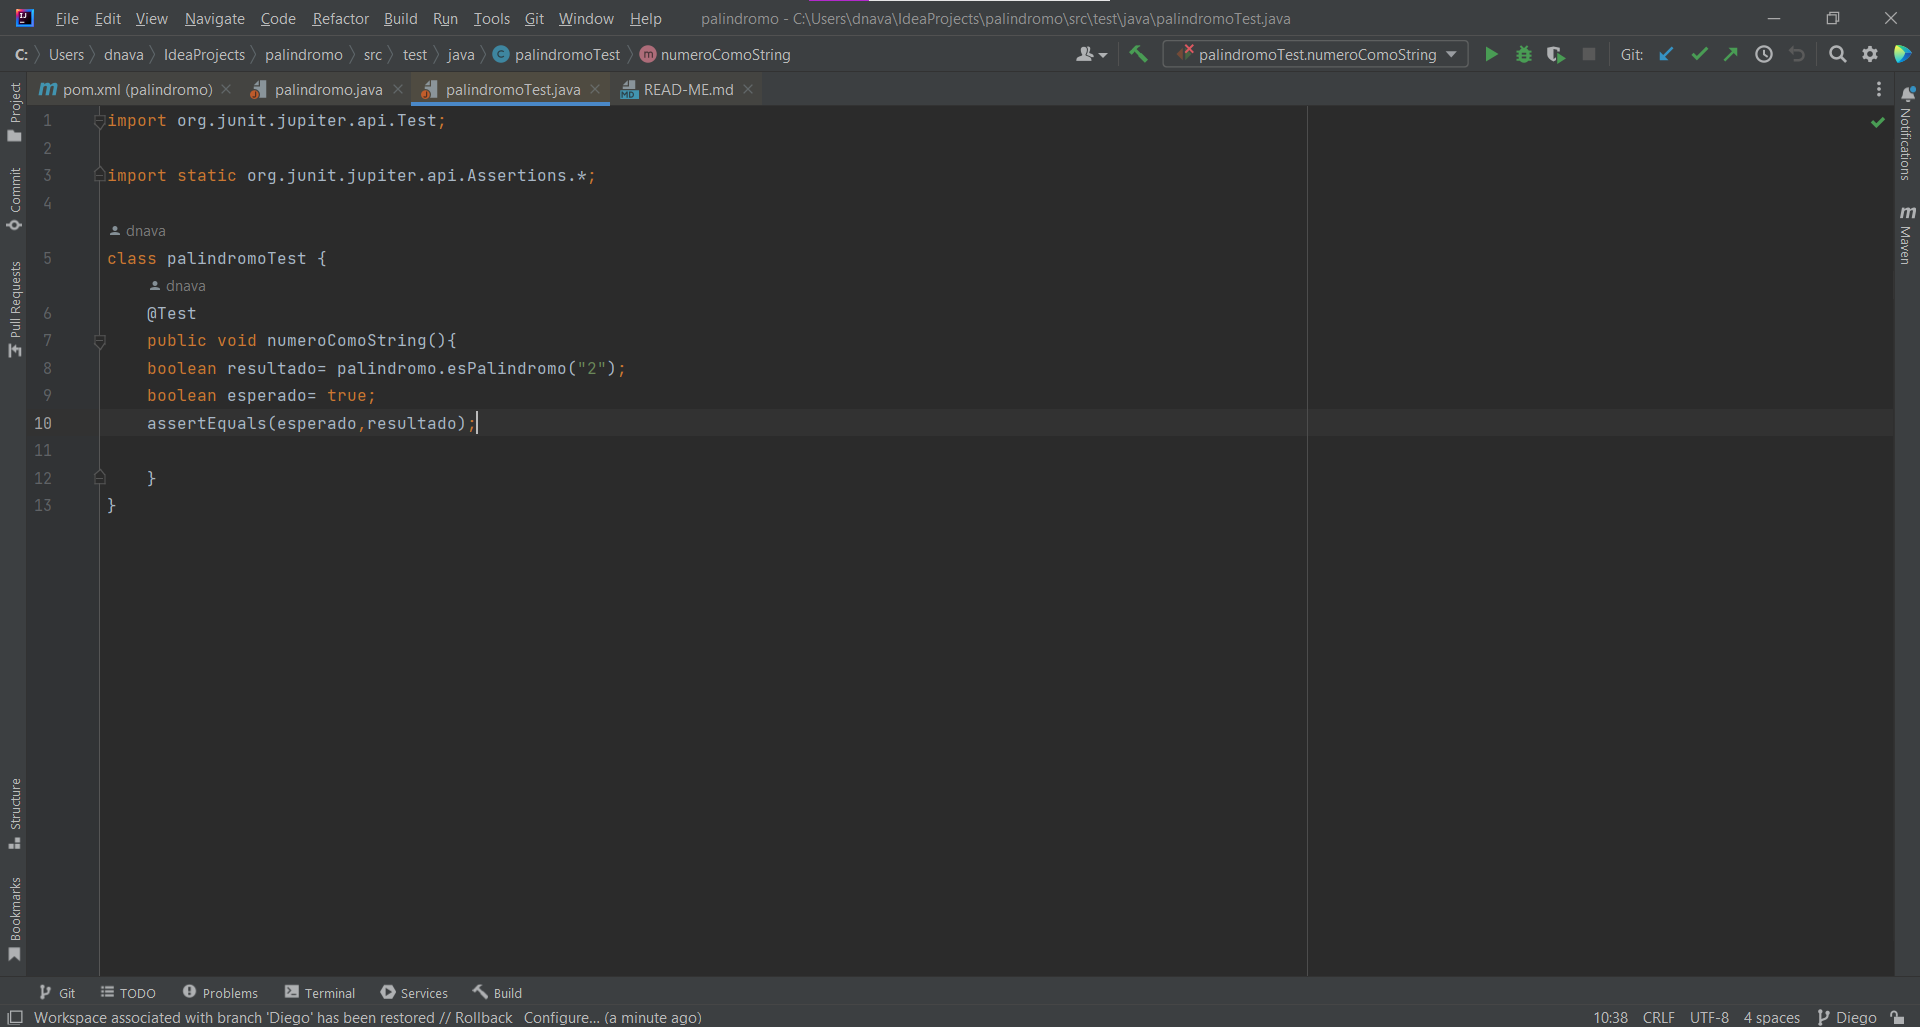 File Edit View Navigate Code Refactor Build Run Tools Git Window Help palindromo - C:\Users\dnava\IdeaProjects\palindromo\src\test\java\palindromoTest.java
C: Users dnava IdeaProjects palindromo src test java palindromoTest numeroComoString palindromoTest.numeroComoString Git:
pom.xml (palindromo) palindromo.java palindromoTest.java READ-ME.md
Project
Commit
Pull Requests
Structure
Bookmarks
1 import org.junit.jupiter.api.Test;
2
3 import static org.junit.jupiter.api.Assertions.*;
4
dnava
5 class palindromoTest {
dnava
6 @Test
7 public void numeroComoString(){
8 boolean resultado= palindromo.esPalindromo("2");
9 boolean esperado= true;
10 assertEquals(esperado,resultado);
11
12 }
13 }
Notifications
Maven
Git TODO Problems Terminal Services Build
Workspace associated with branch 'Diego' has been restored // Rollback Configure... (a minute ago) 10:38 CRLF UTF-8 4 spaces Diego